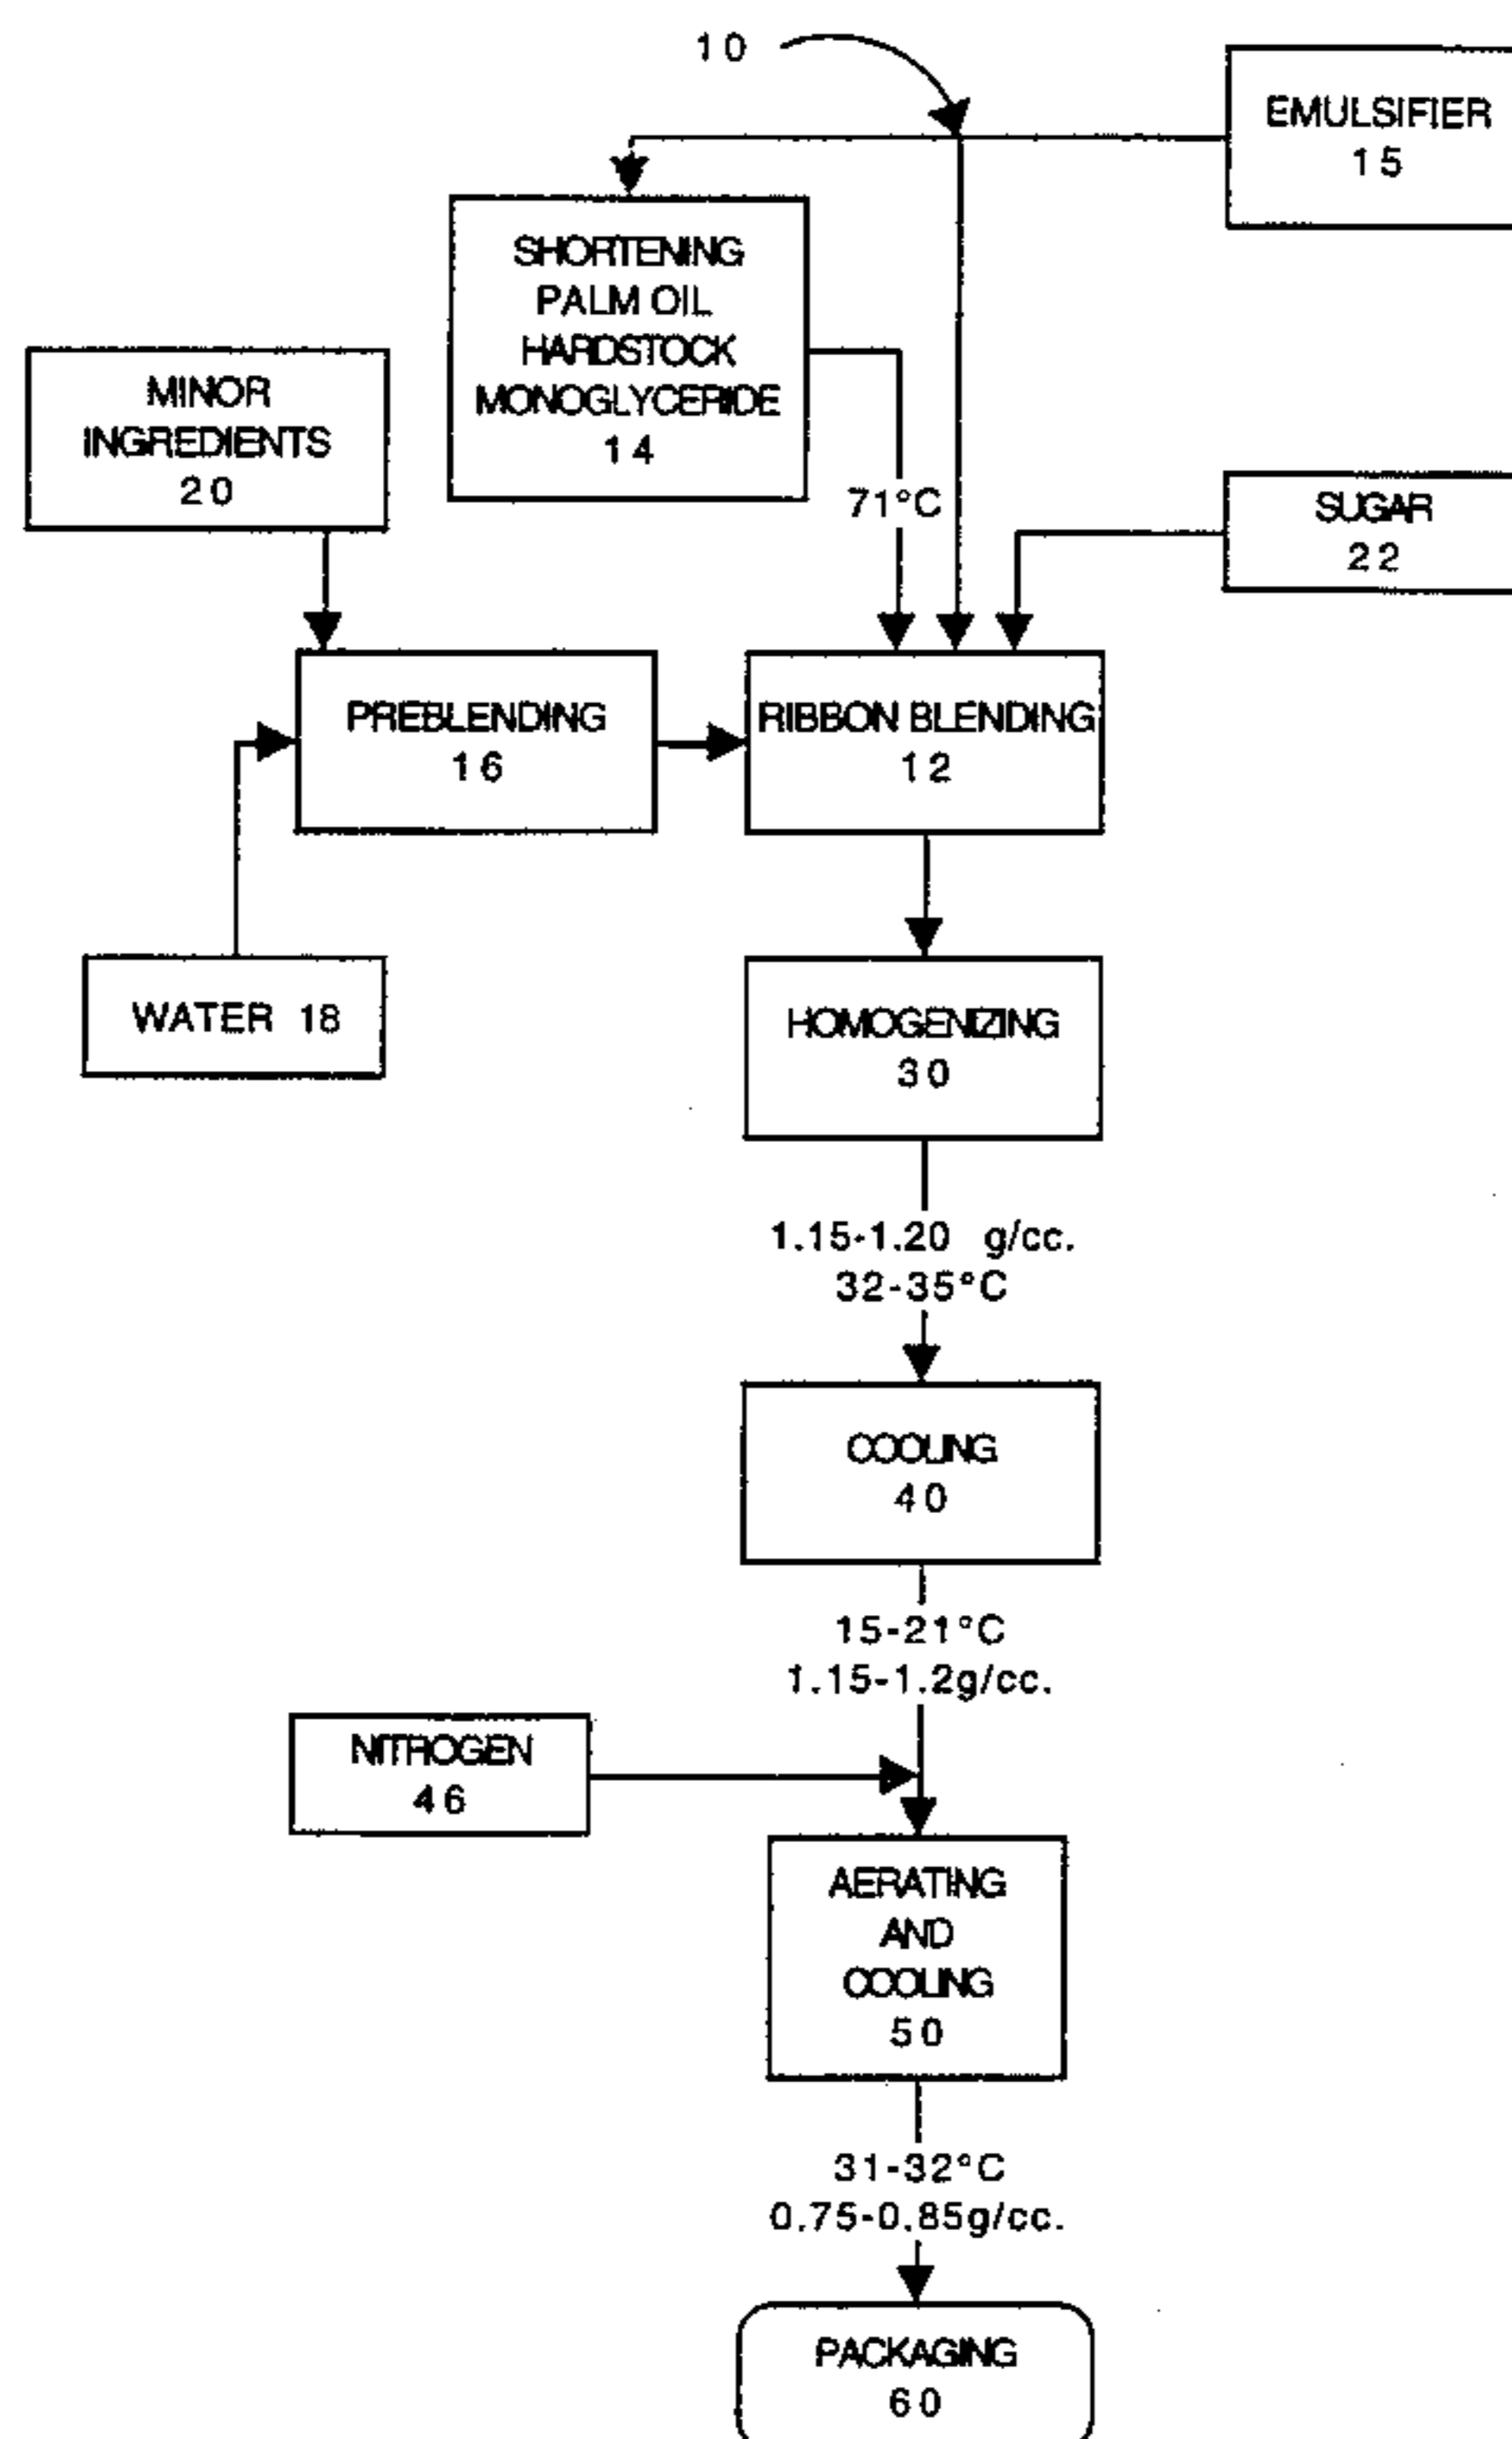 10
EMULSIFIER
15
SHORTENING
PALM OIL
HARDSTOCK
MONOGLYCERIDE
14
MINOR
INGREDIENTS
20
71°C
SUGAR
22
PREBLENDING
16
RIBBON BLENDING
12
WATER 18
HOMOGENIZING
30
1.15-1.20 g/cc.
32-35°C
COOLING
40
15-21°C
1.15-1.2g/cc.
NITROGEN
46
AERATING
AND
COOLING
50
31-32°C
0.75-0.85g/cc.
PACKAGING
60